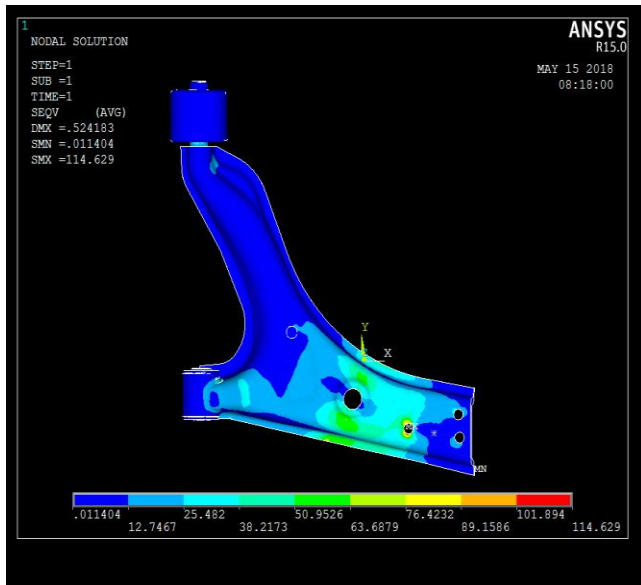 1
NODAL SOLUTION
ANSYS
R15.0
STEP=1
SUB =1
TIME=1
SEQV (AVG)
DMX =.524183
SMN =.011404
SMX =114.629
MAY 15 2018
08:18:00
Y
X
MN
.011404 25.482 50.9526 76.4232 101.894
12.7467 38.2173 63.6879 89.1586 114.629